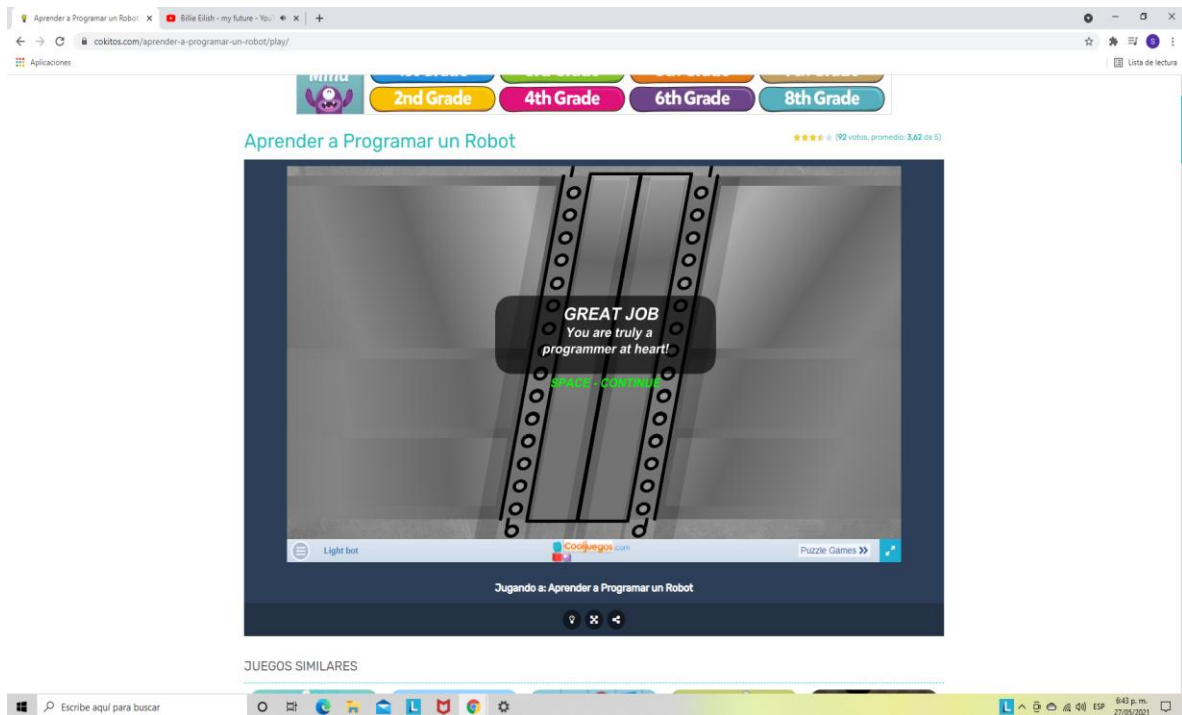 Aprender a Programar un Robot
Billie Eilish - my future - You
cokitos.com/aprender-a-programar-un-robot/play/
S
Aplicaciones
Lista de lectura
2nd Grade
4th Grade
6th Grade
8th Grade
Aprender a Programar un Robot
(92 votos, promedio: 3,62 de 5)
GREAT JOB
You are truly a
programmer at heart!
SPACE - CONTINUE
Light bot
Cooljuegos.com
Puzzle Games
Jugando a: Aprender a Programar un Robot
JUEGOS SIMILARES
Escribe aquí para buscar
L
L
ESP
6:43 p. m.
27/05/2021